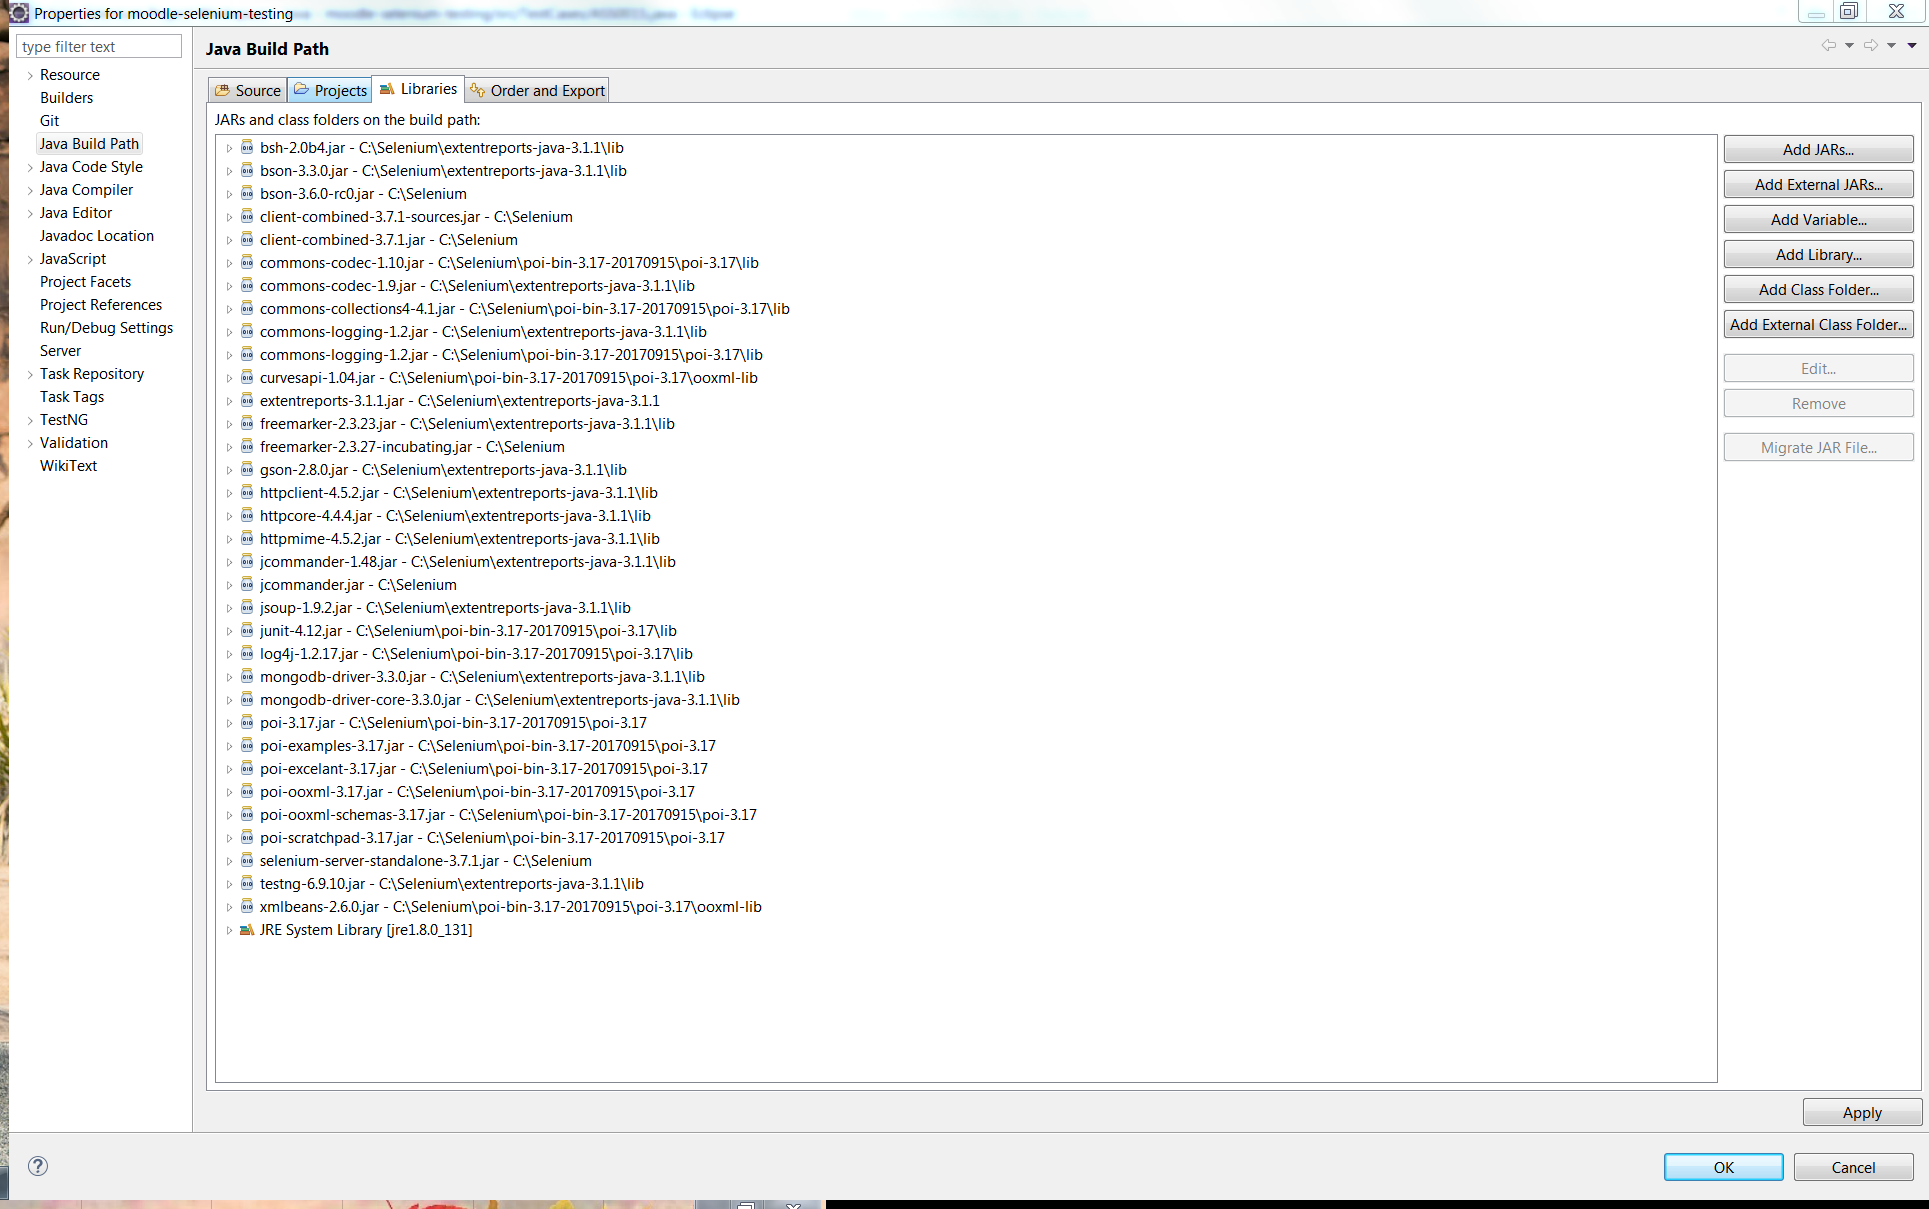 Properties for moodle-selenium-testing
type filter text
Resource
Builders
Git
Java Build Path
Java Code Style
Java Compiler
Java Editor
Javadoc Location
JavaScript
Project Facets
Project References
Run/Debug Settings
Server
Task Repository
Task Tags
TestNG
Validation
WikiText
Java Build Path
Source Projects Libraries Order and Export
JARs and class folders on the build path:
bsh-2.0b4.jar - C:\Selenium\extentreports-java-3.1.1\lib
bson-3.3.0.jar - C:\Selenium\extentreports-java-3.1.1\lib
bson-3.6.0-rc0.jar - C:\Selenium
client-combined-3.7.1-sources.jar - C:\Selenium
client-combined-3.7.1.jar - C:\Selenium
commons-codec-1.10.jar - C:\Selenium\poi-bin-3.17-20170915\poi-3.17\lib
commons-codec-1.9.jar - C:\Selenium\extentreports-java-3.1.1\lib
commons-collections4-4.1.jar - C:\Selenium\poi-bin-3.17-20170915\poi-3.17\lib
commons-logging-1.2.jar - C:\Selenium\extentreports-java-3.1.1\lib
commons-logging-1.2.jar - C:\Selenium\poi-bin-3.17-20170915\poi-3.17\lib
curvesapi-1.04.jar - C:\Selenium\poi-bin-3.17-20170915\poi-3.17\ooxml-lib
extentreports-3.1.1.jar - C:\Selenium\extentreports-java-3.1.1
freemarker-2.3.23.jar - C:\Selenium\extentreports-java-3.1.1\lib
freemarker-2.3.27-incubating.jar - C:\Selenium
gson-2.8.0.jar - C:\Selenium\extentreports-java-3.1.1\lib
httpclient-4.5.2.jar - C:\Selenium\extentreports-java-3.1.1\lib
httpcore-4.4.4.jar - C:\Selenium\extentreports-java-3.1.1\lib
httpmime-4.5.2.jar - C:\Selenium\extentreports-java-3.1.1\lib
jcommander-1.48.jar - C:\Selenium\extentreports-java-3.1.1\lib
jcommander.jar - C:\Selenium
jsoup-1.9.2.jar - C:\Selenium\extentreports-java-3.1.1\lib
junit-4.12.jar - C:\Selenium\poi-bin-3.17-20170915\poi-3.17\lib
log4j-1.2.17.jar - C:\Selenium\poi-bin-3.17-20170915\poi-3.17\lib
mongodb-driver-3.3.0.jar - C:\Selenium\extentreports-java-3.1.1\lib
mongodb-driver-core-3.3.0.jar - C:\Selenium\extentreports-java-3.1.1\lib
poi-3.17.jar - C:\Selenium\poi-bin-3.17-20170915\poi-3.17
poi-examples-3.17.jar - C:\Selenium\poi-bin-3.17-20170915\poi-3.17
poi-excelant-3.17.jar - C:\Selenium\poi-bin-3.17-20170915\poi-3.17
poi-ooxml-3.17.jar - C:\Selenium\poi-bin-3.17-20170915\poi-3.17
poi-ooxml-schemas-3.17.jar - C:\Selenium\poi-bin-3.17-20170915\poi-3.17
poi-scratchpad-3.17.jar - C:\Selenium\poi-bin-3.17-20170915\poi-3.17
selenium-server-standalone-3.7.1.jar - C:\Selenium
testng-6.9.10.jar - C:\Selenium\extentreports-java-3.1.1\lib
xmlbeans-2.6.0.jar - C:\Selenium\poi-bin-3.17-20170915\poi-3.17\ooxml-lib
JRE System Library [jre1.8.0_131]
Add JARs...
Add External JARs...
Add Variable...
Add Library...
Add Class Folder...
Add External Class Folder...
Edit...
Remove
Migrate JAR File...
Apply
OK Cancel